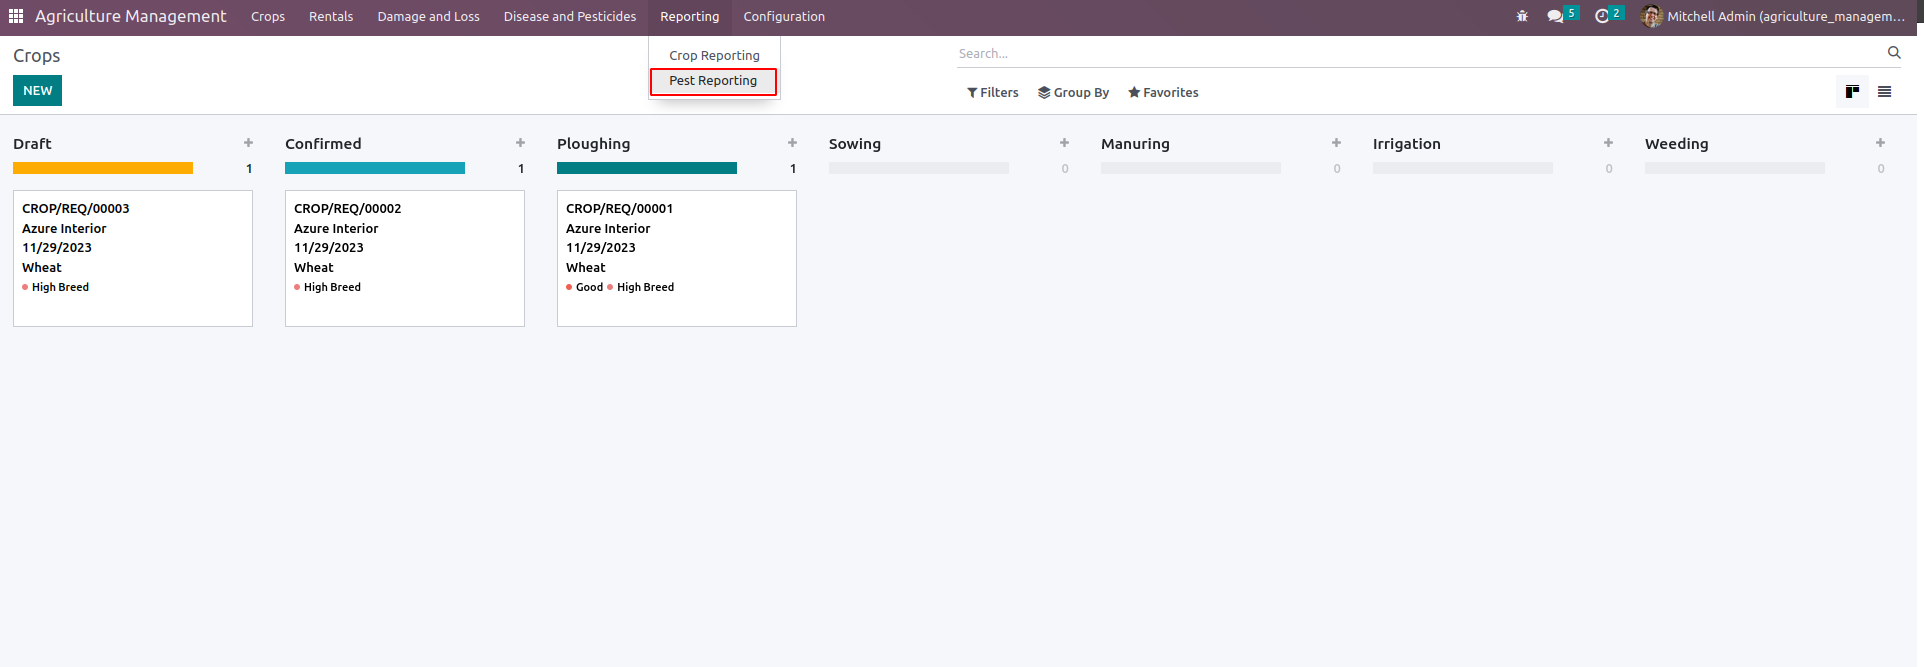 Agriculture Management Crops Rentals Damage and Loss Disease and Pesticides Reporting Configuration 5 2 Mitchell Admin (agriculture_managem...
Crops
Crop Reporting
Pest Reporting
Search...
NEW
Filters Group By Favorites
Draft + Confirmed + Ploughing + Sowing + Manuring + Irrigation + Weeding +
1 1 1 0 0 0 0
CROP/REQ/00003
Azure Interior
11/29/2023
Wheat
High Breed
CROP/REQ/00002
Azure Interior
11/29/2023
Wheat
High Breed
CROP/REQ/00001
Azure Interior
11/29/2023
Wheat
Good High Breed